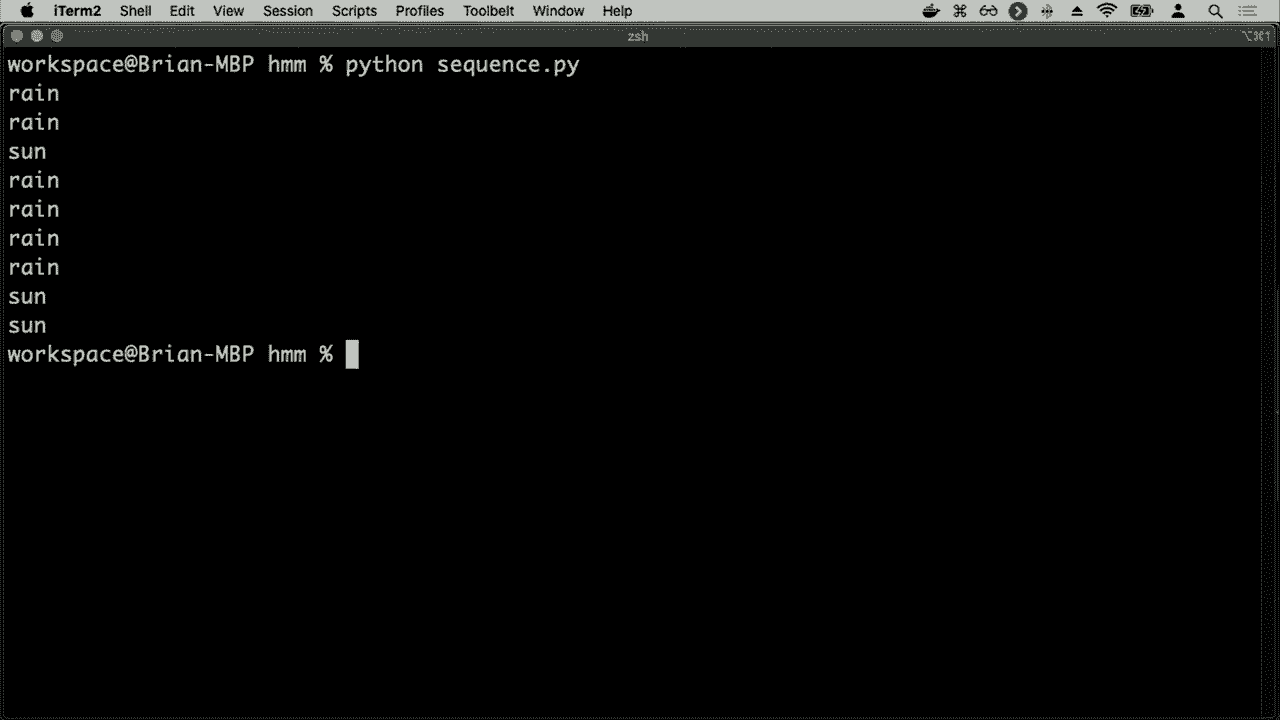 iTerm2 Shell Edit View Session Scripts Profiles Toolbelt Window Help
zsh ⌥⌘1
workspace@Brian-MBP hmm % python sequence.py
rain
rain
sun
rain
rain
rain
rain
sun
sun
workspace@Brian-MBP hmm %